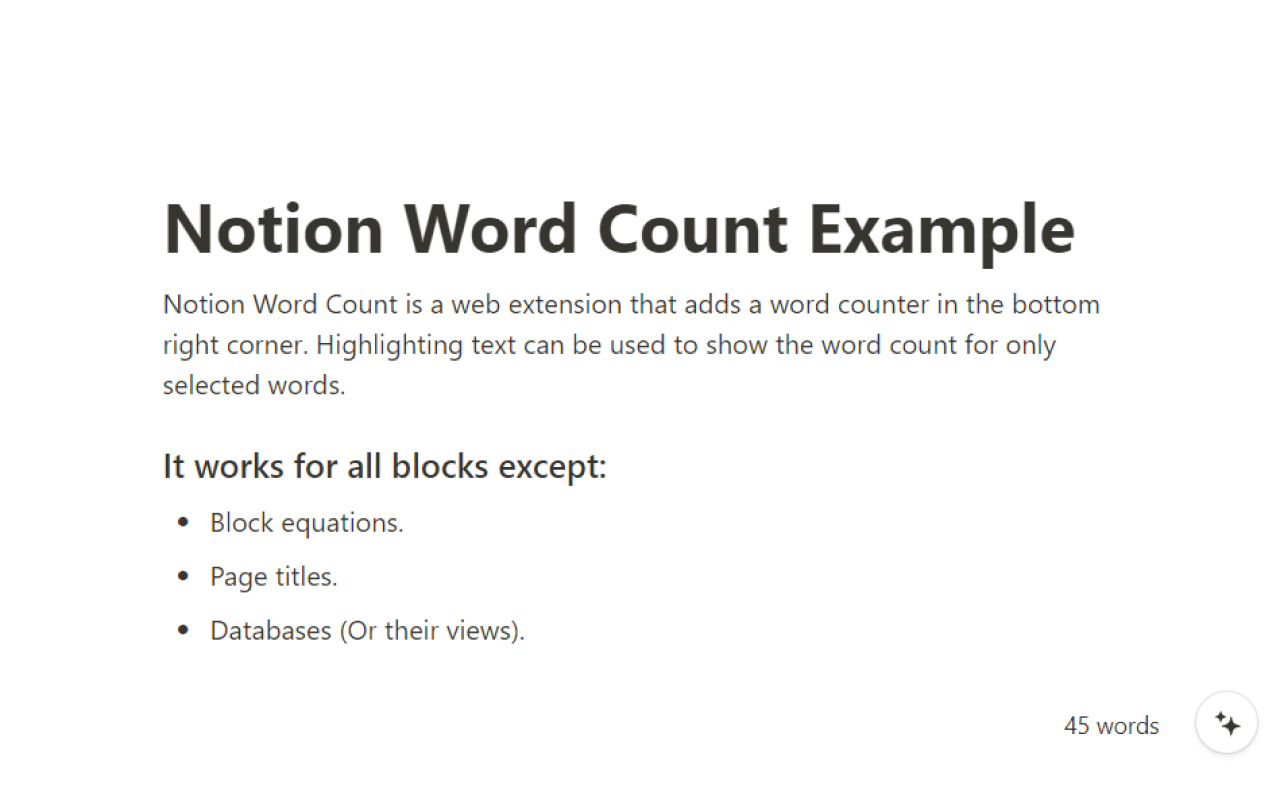 Notion Word Count Example
Notion Word Count is a web extension that adds a word counter in the bottom
right corner. Highlighting text can be used to show the word count for only
selected words.
It works for all blocks except:
• Block equations.
• Page titles.
• Databases (Or their views).
45 words